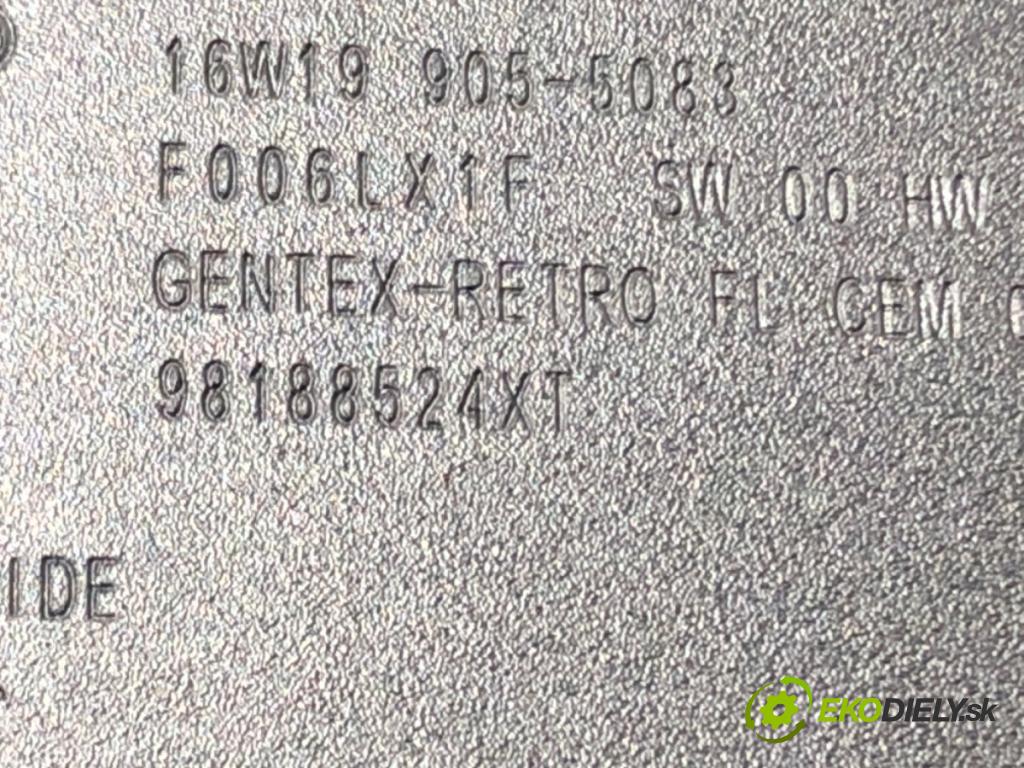 16W19 905-5083
F006LX1F SW 00 HW
GENTEX-RETRO FL CEM
98188524XT
IDE
EKODIELY.sk